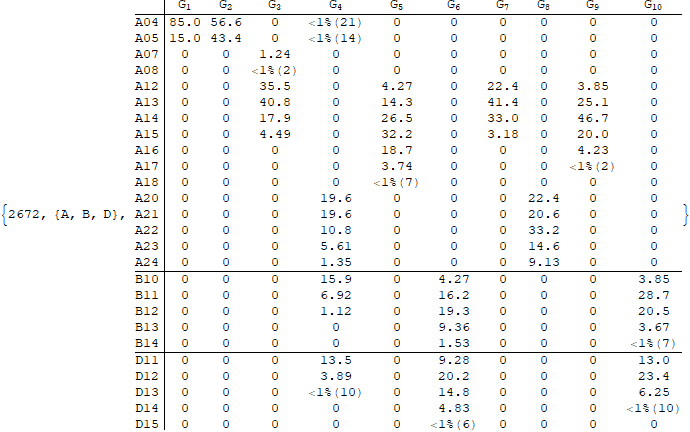 G1 G2 G3 G4 G5 G6 G7 G8 G9 G10
A04 85.0 56.6 0 <1%(21) 0 0 0 0 0 0
A05 15.0 43.4 0 <1%(14) 0 0 0 0 0 0
A07 0 0 1.24 0 0 0 0 0 0 0
A08 0 0 <1%(2) 0 0 0 0 0 0 0
A12 0 0 35.5 0 4.27 0 22.4 0 3.85 0
A13 0 0 40.8 0 14.3 0 41.4 0 25.1 0
A14 0 0 17.9 0 26.5 0 33.0 0 46.7 0
A15 0 0 4.49 0 32.2 0 3.18 0 20.0 0
A16 0 0 0 0 18.7 0 0 0 4.23 0
A17 0 0 0 0 3.74 0 0 0 <1%(2) 0
A18 0 0 0 0 <1%(7) 0 0 0 0 0
A20 0 0 0 19.6 0 0 0 22.4 0 0
{2672, {A, B, D}, A21 0 0 0 19.6 0 0 0 20.6 0 0 }
A22 0 0 0 10.8 0 0 0 33.2 0 0
A23 0 0 0 5.61 0 0 0 14.6 0 0
A24 0 0 0 1.35 0 0 0 9.13 0 0
B10 0 0 0 15.9 0 4.27 0 0 0 3.85
B11 0 0 0 6.92 0 16.2 0 0 0 28.7
B12 0 0 0 1.12 0 19.3 0 0 0 20.5
B13 0 0 0 0 0 9.36 0 0 0 3.67
B14 0 0 0 0 0 1.53 0 0 0 <1%(7)
D11 0 0 0 13.5 0 9.28 0 0 0 13.0
D12 0 0 0 3.89 0 20.2 0 0 0 23.4
D13 0 0 0 <1%(10) 0 14.8 0 0 0 6.25
D14 0 0 0 0 0 4.83 0 0 0 <1%(10)
D15 0 0 0 0 0 <1%(6) 0 0 0 0